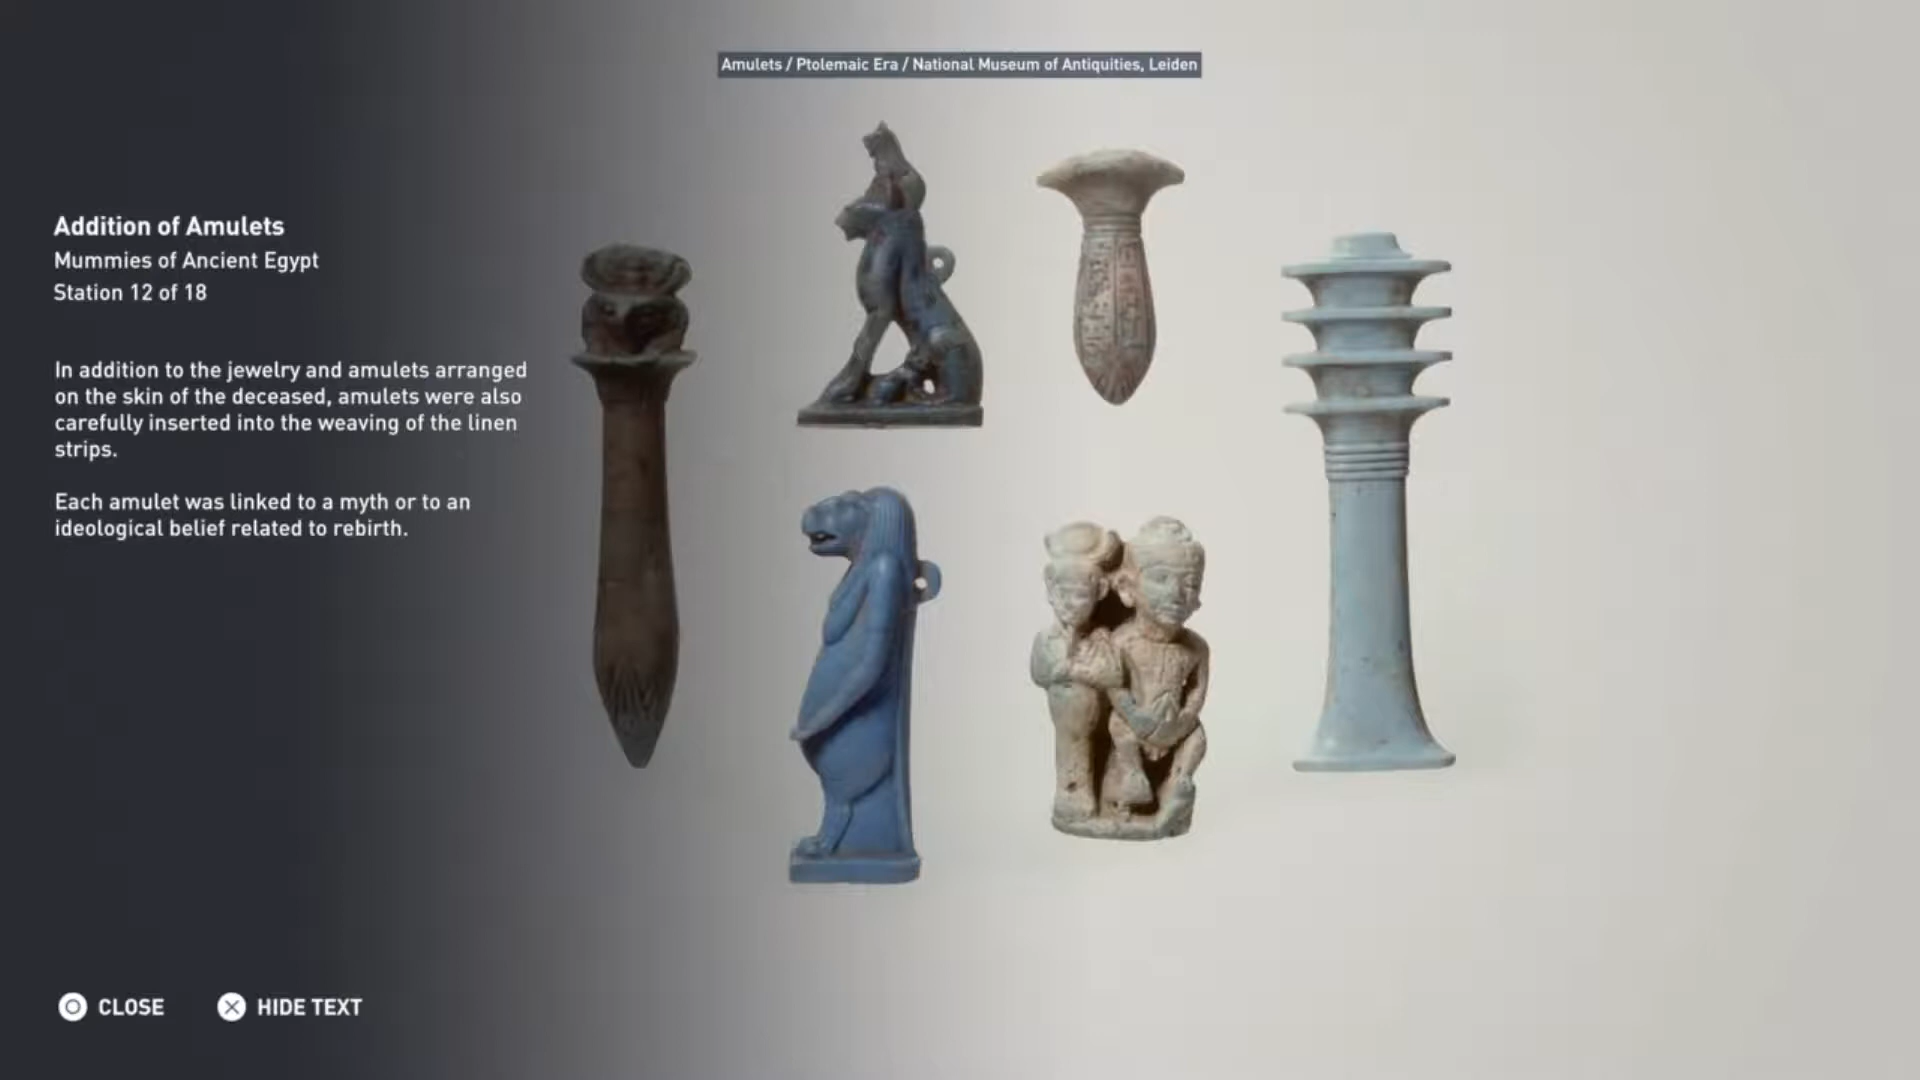 Amulets / Ptolemaic Era / National Museum of Antiquities, Leiden
Addition of Amulets
Mummies of Ancient Egypt
Station 12 of 18
In addition to the jewelry and amulets arranged
on the skin of the deceased, amulets were also
carefully inserted into the weaving of the linen
strips.
Each amulet was linked to a myth or to an
ideological belief related to rebirth.
CLOSE
HIDE TEXT